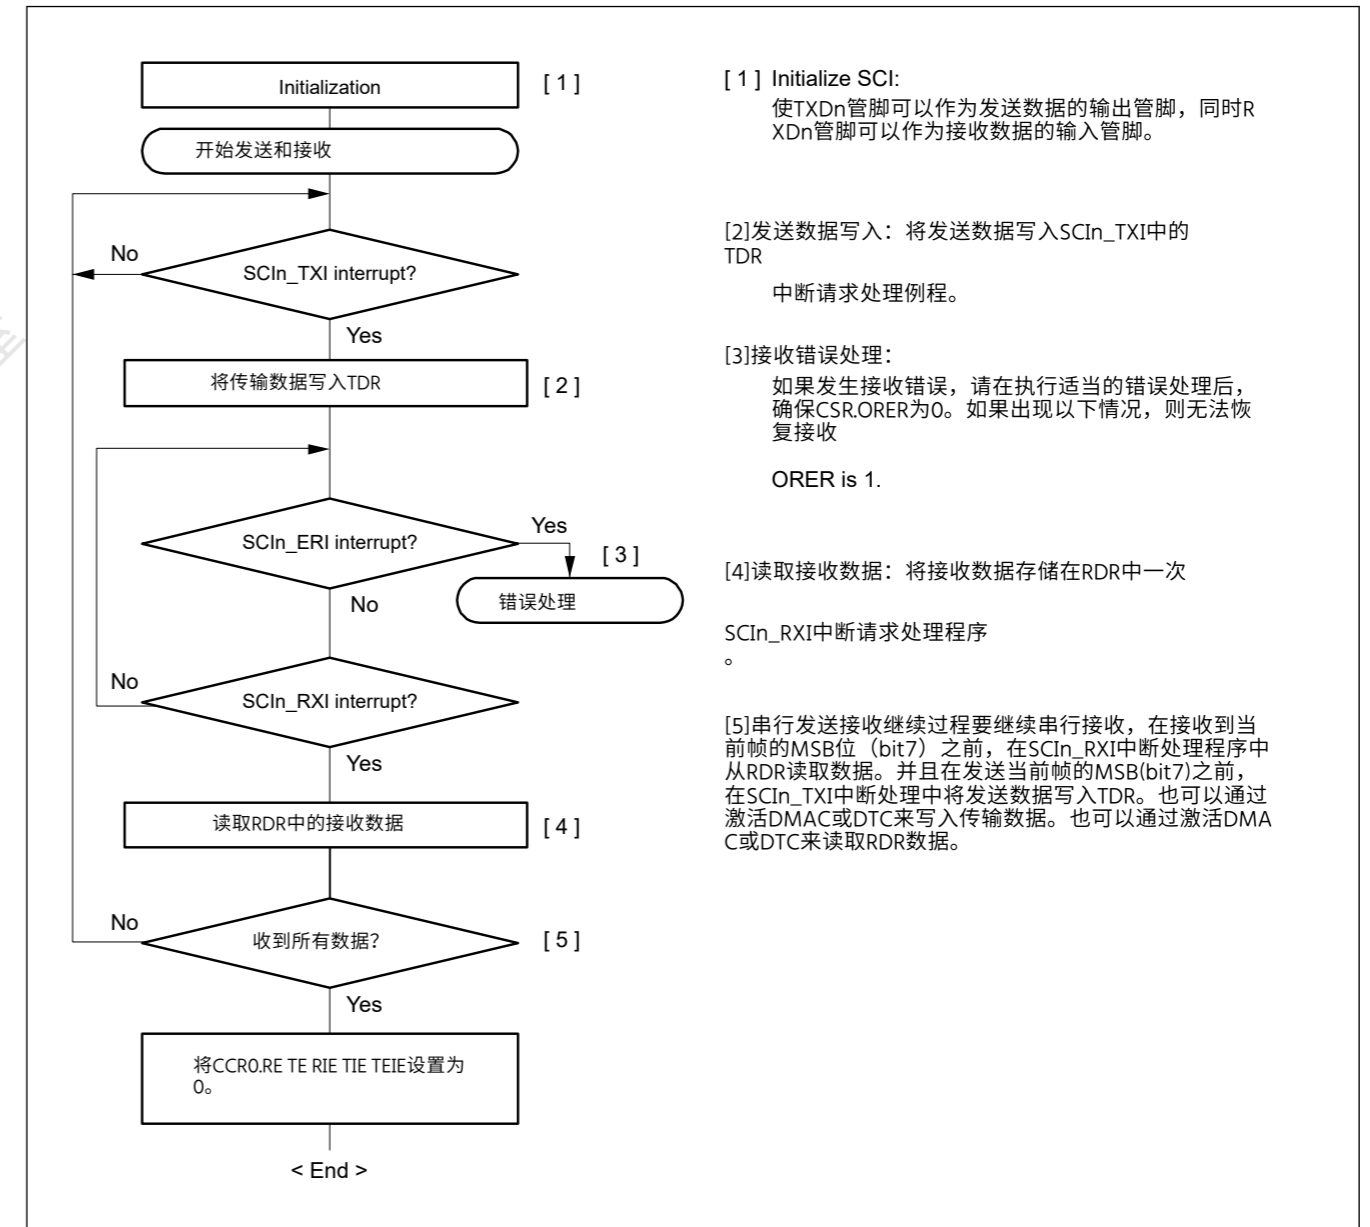 Initialization
[ 1 ]
开始发送和接收
No
SCIn_TXI interrupt?
Yes
将传输数据写入TDR
[ 2 ]
SCIn_ERI interrupt?
Yes
[ 3 ]
错误处理
No
No
SCIn_RXI interrupt?
Yes
读取RDR中的接收数据
[ 4 ]
No
收到所有数据?
[ 5 ]
Yes
将CCR0.RE TE RIE TIE TEIE设置为
0。
< End >
[ 1 ] Initialize SCI:
使TXDn管脚可以作为发送数据的输出管脚，同时R
XDn管脚可以作为接收数据的输入管脚。
[2]发送数据写入：将发送数据写入SCIn_TXI中的
TDR
中断请求处理例程。
[3]接收错误处理：
如果发生接收错误，请在执行适当的错误处理后，
确保CSR.ORER为0。如果出现以下情况，则无法恢
复接收
ORER is 1.
[4]读取接收数据：将接收数据存储在RDR中一次
SCIn_RXI中断请求处理程序
。
[5]串行发送接收继续过程要继续串行接收，在接收到当
前帧的MSB位（bit7）之前，在SCIn_RXI中断处理程序中
从RDR读取数据。并且在发送当前帧的MSB(bit7)之前，
在SCIn_TXI中断处理中将发送数据写入TDR。也可以通过
激活DMAC或DTC来写入传输数据。也可以通过激活DMA
C或DTC来读取RDR数据。